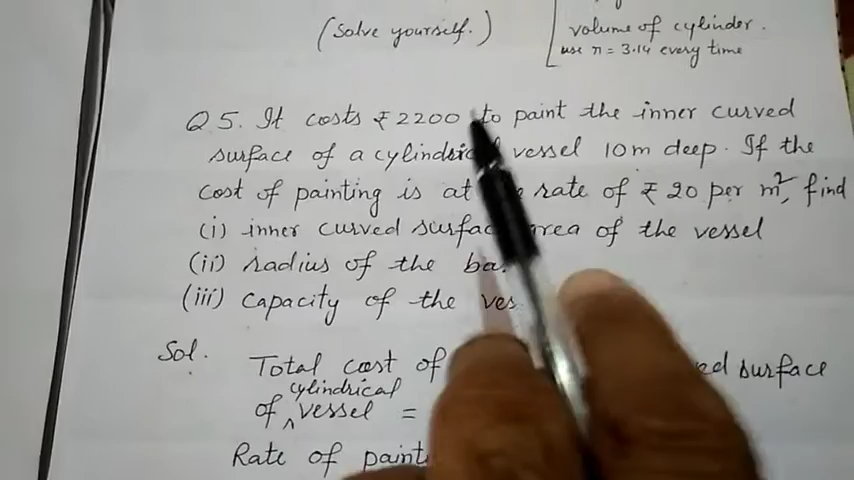 (Solve yourself.)
volume of cylinder.
use π = 3.14 every time
Q5. It costs ₹2200 to paint the inner curved
surface of a cylindrical vessel 10m deep. If the
cost of painting is at rate of ₹ 20 per m², find
(i) inner curved surface area of the vessel
(ii) radius of the
(iii) capacity of the
Sol. Total cost of surface
of cylindrical vessel =
Rate of